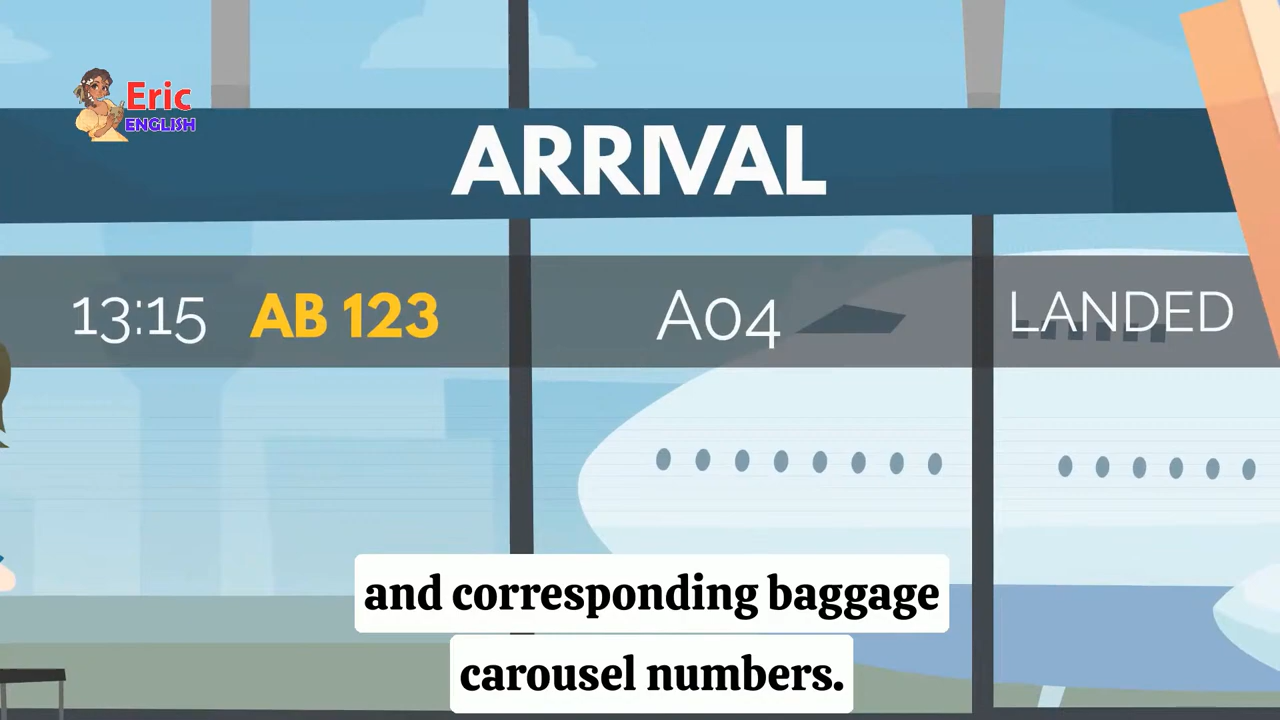 Eric
ENGLISH
ARRIVAL
13:15 AB 123 A04 LANDED
and corresponding baggage
carousel numbers.